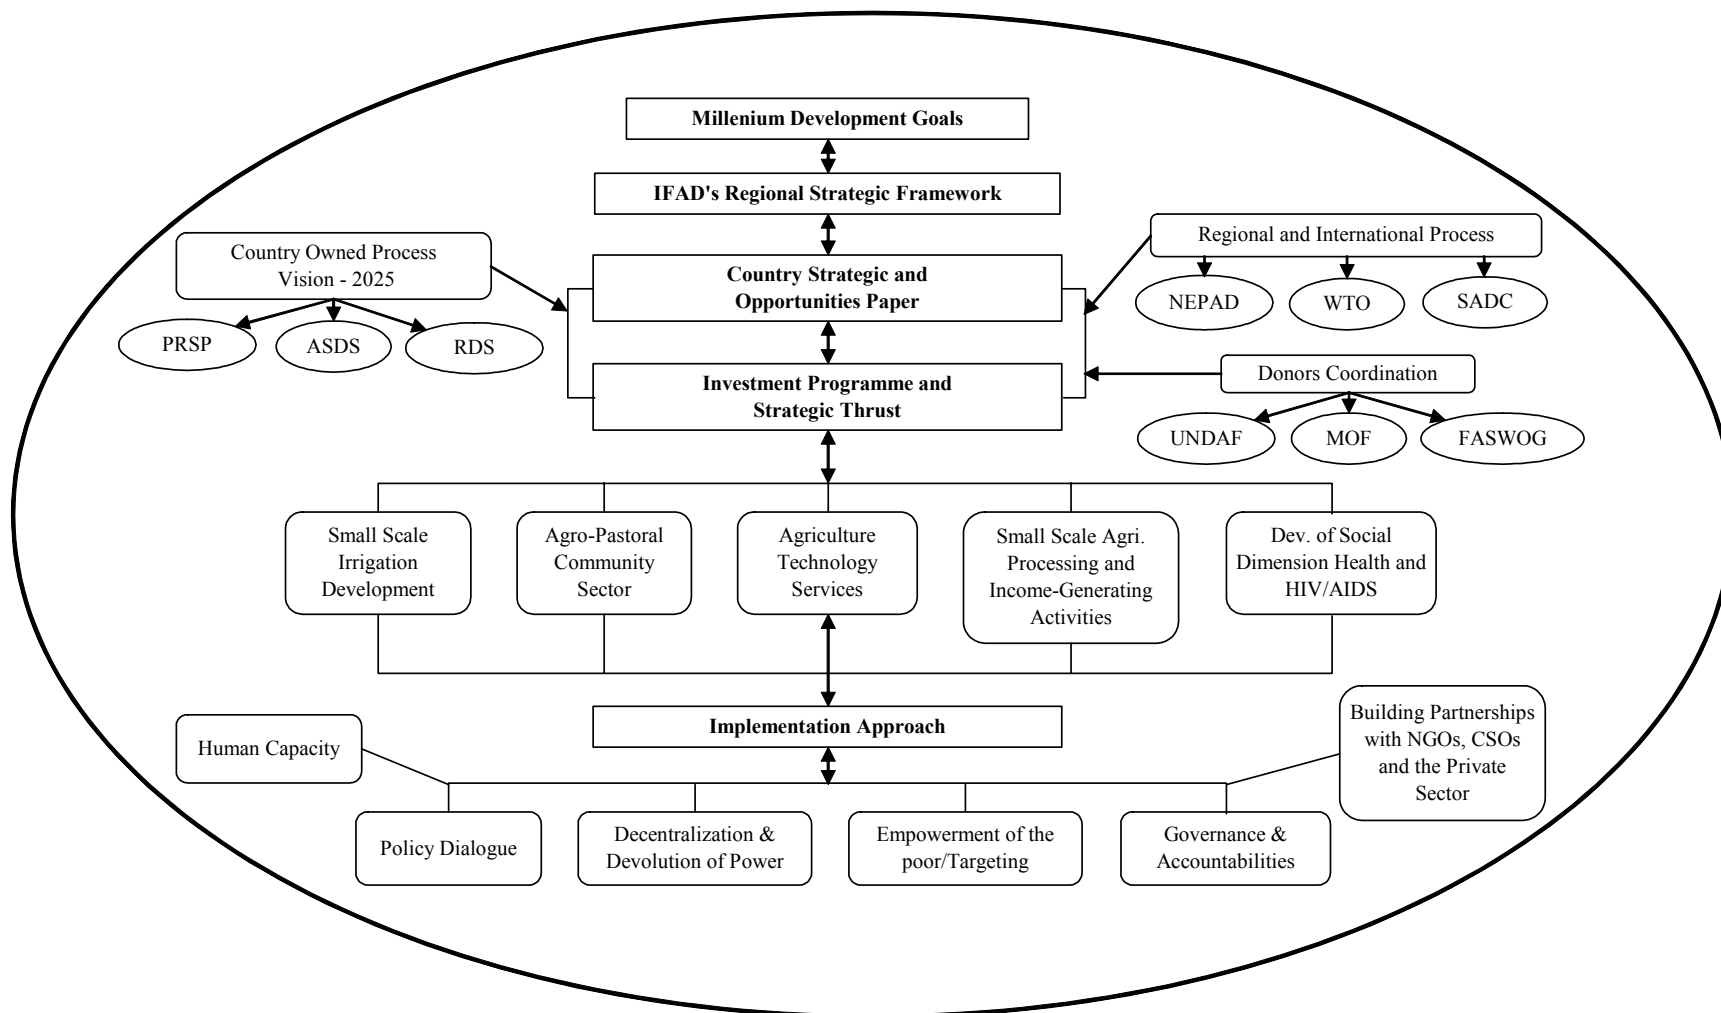 Millenium Development Goals
IFAD's Regional Strategic Framework
Country Owned Process
Vision - 2025
PRSP
ASDS
RDS
Country Strategic and
Opportunities Paper
Investment Programme and
Strategic Thrust
Regional and International Process
NEPAD
WTO
SADC
Donors Coordination
UNDAF
MOF
FASWOG
Small Scale
Irrigation
Development
Agro-Pastoral
Community
Sector
Agriculture
Technology
Services
Small Scale Agri.
Processing and
Income-Generating
Activities
Dev. of Social
Dimension Health and
HIV/AIDS
Implementation Approach
Human Capacity
Building Partnerships
with NGOs, CSOs
and the Private
Sector
Policy Dialogue
Decentralization &
Devolution of Power
Empowerment of the
poor/Targeting
Governance &
Accountabilities